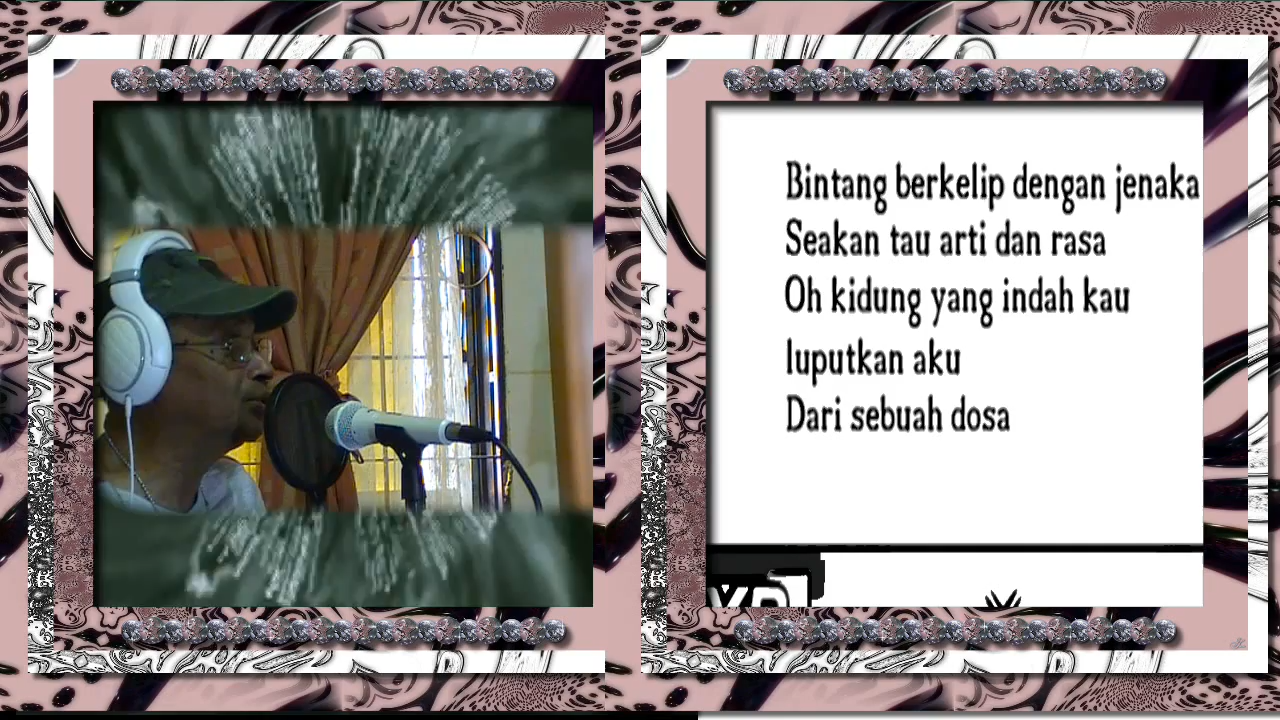 Bintang berkelip dengan jenaka
Seakan tau arti dan rasa
Oh kidung yang indah kau
luputkan aku
Dari sebuah dosa